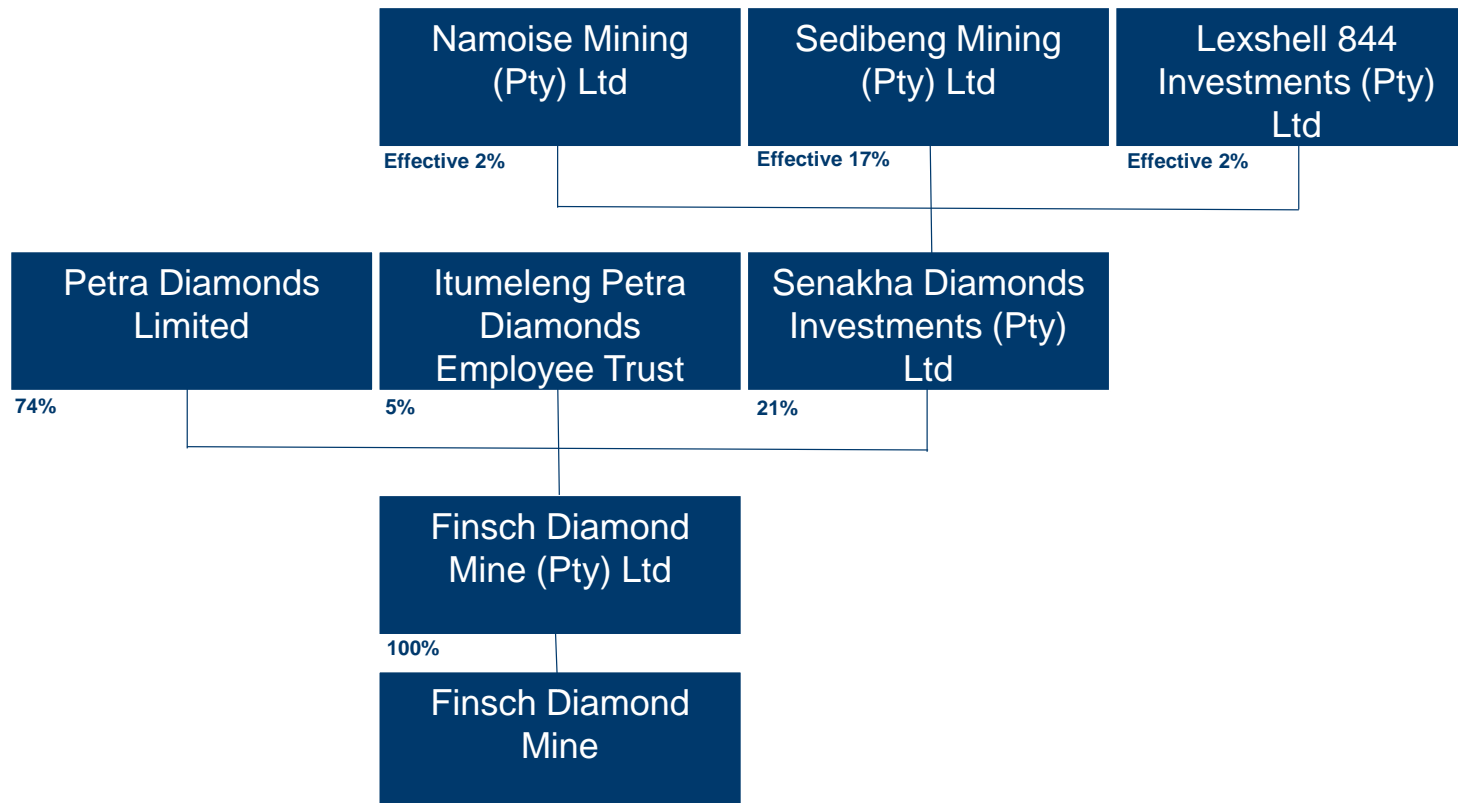 Namoise Mining
(Pty) Ltd
Sedibeng Mining
(Pty) Ltd
Lexshell 844
Investments (Pty)
Ltd
Effective 2%
Effective 17%
Effective 2%
Petra Diamonds
Limited
Itumeleng Petra
Diamonds
Employee Trust
Senakha Diamonds
Investments (Pty)
Ltd
74%
5%
21%
Finsch Diamond
Mine (Pty) Ltd
100%
Finsch Diamond
Mine